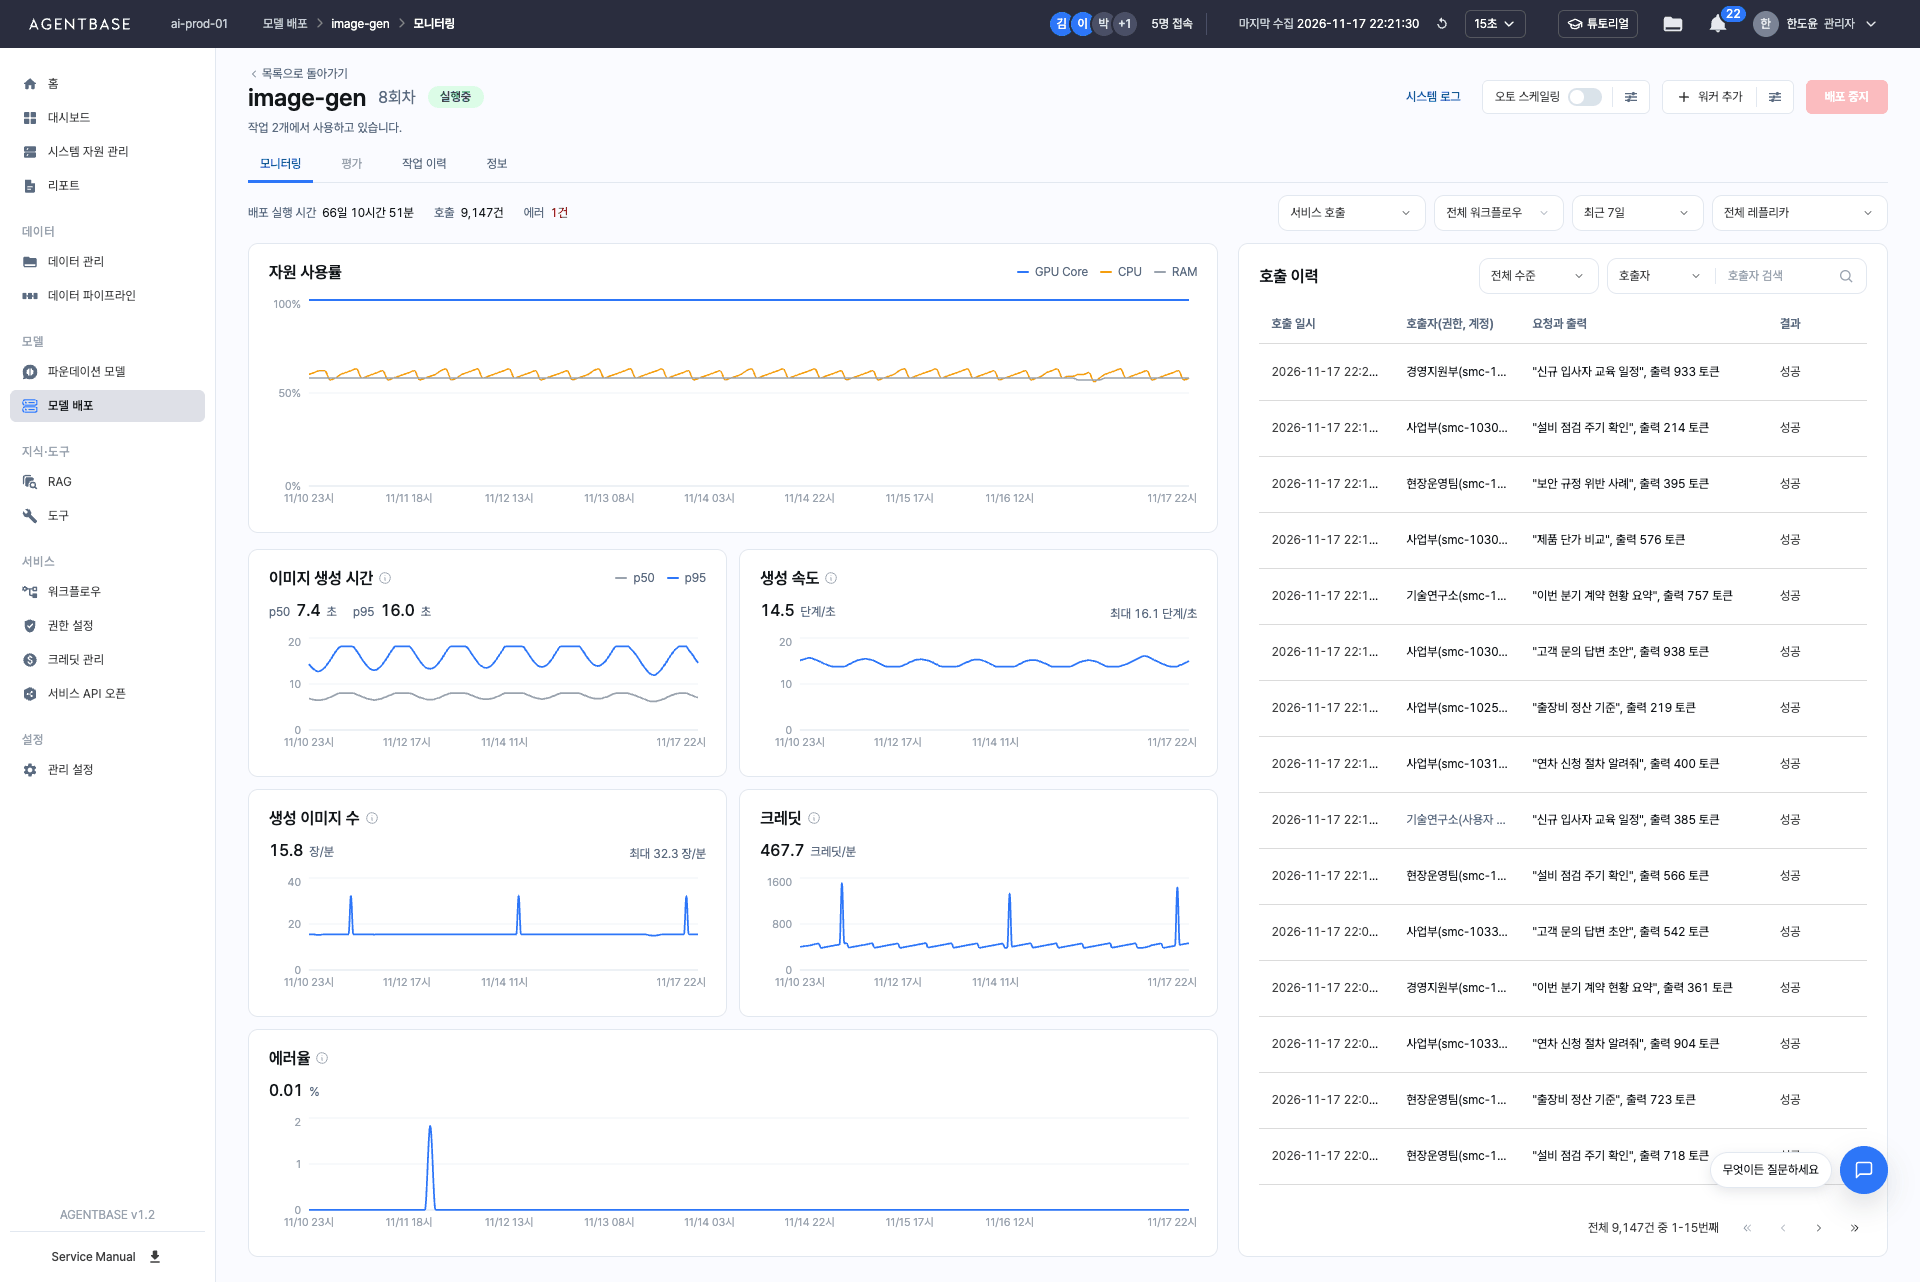 AGENTBASE
ai-prod-01
모델 배포 > image-gen > 모니터링
김 이 박 +1 5명 접속
마지막 수집 2026-11-17 22:21:30
15초
튜토리얼
22
한 한도윤 관리자
홈
대시보드
시스템 자원 관리
리포트
데이터
데이터 관리
데이터 파이프라인
모델
파운데이션 모델
모델 배포
지식·도구
RAG
도구
서비스
워크플로우
권한 설정
크레딧 관리
서비스 API 오픈
설정
관리 설정
AGENTBASE v1.2
Service Manual
목록으로 돌아가기
image-gen 8회차 실행중
작업 2개에서 사용하고 있습니다.
시스템 로그
오토 스케일링
워커 추가
배포 중지
모니터링 평가 작업 이력 정보
배포 실행 시간 66일 10시간 51분 호출 9,147건 에러 1건
서비스 호출 전체 워크플로우 최근 7일 전체 레플리카
자원 사용률
GPU Core CPU RAM
100%
50%
0%
11/10 23시 11/11 18시 11/12 13시 11/13 08시 11/14 03시 11/14 22시 11/15 17시 11/16 12시 11/17 22시
이미지 생성 시간
p50 p95
p50 7.4 초 p95 16.0 초
20
10
0
11/10 23시 11/12 17시 11/14 11시 11/17 22시
생성 속도
14.5 단계/초
최대 16.1 단계/초
20
10
0
11/10 23시 11/12 17시 11/14 11시 11/17 22시
생성 이미지 수
15.8 장/분
최대 32.3 장/분
40
20
0
11/10 23시 11/12 17시 11/14 11시 11/17 22시
크레딧
467.7 크레딧/분
1600
800
0
11/10 23시 11/12 17시 11/14 11시 11/17 22시
에러율
0.01 %
2
1
0
11/10 23시 11/11 18시 11/12 13시 11/13 08시 11/14 03시 11/14 22시 11/15 17시 11/16 12시 11/17 22시
호출 이력
전체 수준 호출자 호출자 검색
호출 일시 호출자(권한, 계정) 요청과 출력 결과
2026-11-17 22:2... 경영지원부(smc-1... "신규 입사자 교육 일정", 출력 933 토큰 성공
2026-11-17 22:1... 사업부(smc-1030... "설비 점검 주기 확인", 출력 214 토큰 성공
2026-11-17 22:1... 현장운영팀(smc-1... "보안 규정 위반 사례", 출력 395 토큰 성공
2026-11-17 22:1... 사업부(smc-1030... "제품 단가 비교", 출력 576 토큰 성공
2026-11-17 22:1... 기술연구소(smc-1... "이번 분기 계약 현황 요약", 출력 757 토큰 성공
2026-11-17 22:1... 사업부(smc-1030... "고객 문의 답변 초안", 출력 938 토큰 성공
2026-11-17 22:1... 사업부(smc-1025... "출장비 정산 기준", 출력 219 토큰 성공
2026-11-17 22:1... 사업부(smc-1031... "연차 신청 절차 알려줘", 출력 400 토큰 성공
2026-11-17 22:1... 기술연구소(사용자 ... "신규 입사자 교육 일정", 출력 385 토큰 성공
2026-11-17 22:1... 현장운영팀(smc-1... "설비 점검 주기 확인", 출력 566 토큰 성공
2026-11-17 22:0... 사업부(smc-1033... "고객 문의 답변 초안", 출력 542 토큰 성공
2026-11-17 22:0... 경영지원부(smc-1... "이번 분기 계약 현황 요약", 출력 361 토큰 성공
2026-11-17 22:0... 사업부(smc-1033... "연차 신청 절차 알려줘", 출력 904 토큰 성공
2026-11-17 22:0... 현장운영팀(smc-1... "출장비 정산 기준", 출력 723 토큰 성공
2026-11-17 22:0... 현장운영팀(smc-1... "설비 점검 주기 확인", 출력 718 토큰
무엇이든 질문하세요
전체 9,147건 중 1-15번째